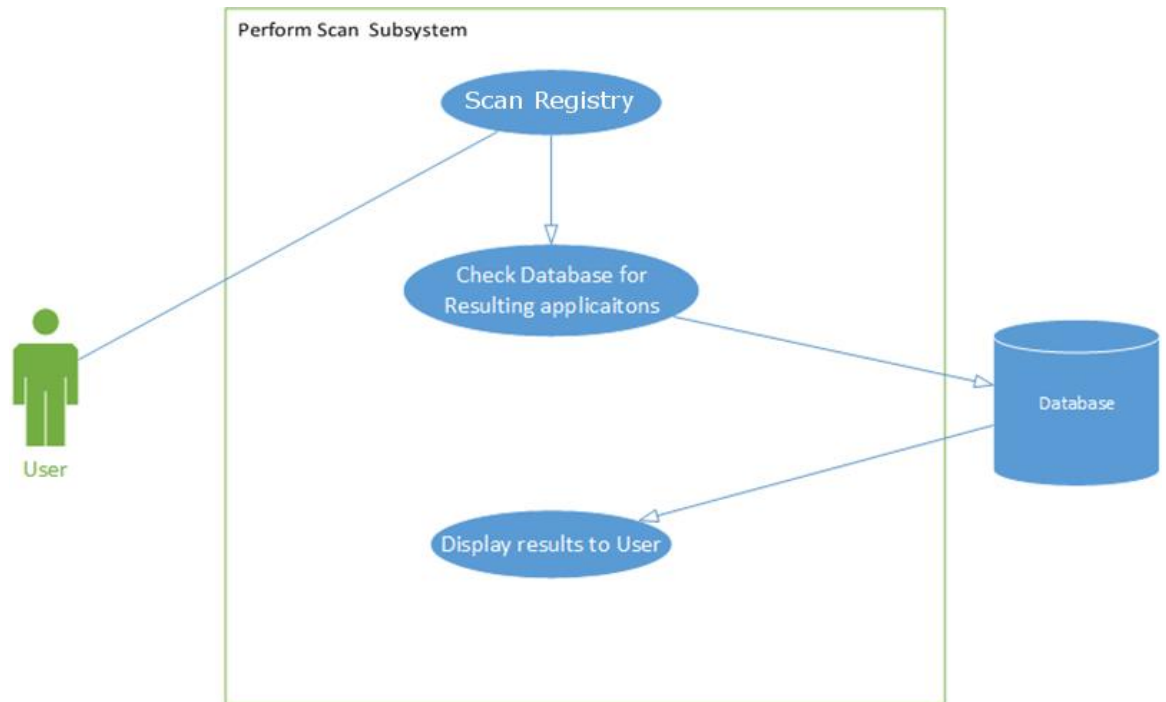 Perform Scan Subsystem
Scan Registry
Check Database for
Resulting applicaitons
Database
User
Display results to User